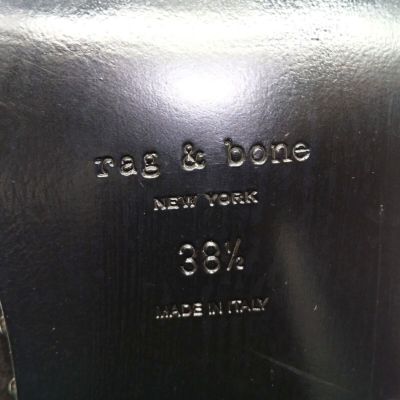 rag & bone
NEW YORK
38½
MADE IN ITALY